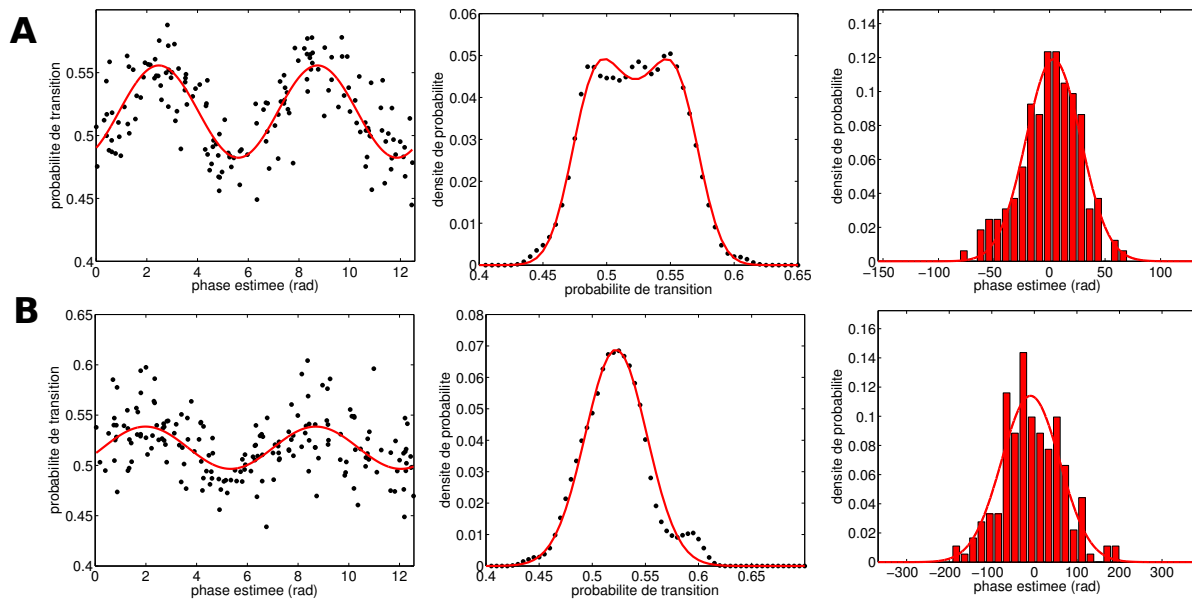 A
probabilite de transition
0.55
0.5
0.45
0.4
0 2 4 6 8 10 12
phase estimee (rad)
densite de probabilite
0.06
0.05
0.04
0.03
0.02
0.01
0
0.4 0.45 0.5 0.55 0.6 0.65
probabilite de transition
densite de probabilite
0.14
0.12
0.10
0.08
0.06
0.04
0.02
0
−150 −100 −50 0 50 100
phase estimee (rad)
B
probabilite de transition
0.65
0.6
0.55
0.5
0.45
0.4
0 2 4 6 8 10 12
phase estimee (rad)
densite de probabilite
0.08
0.07
0.06
0.05
0.04
0.03
0.02
0.01
0
0.4 0.45 0.5 0.55 0.6 0.65
probabilite de transition
densite de probabilite
0.16
0.14
0.12
0.10
0.08
0.06
0.04
0.02
0
−300 −200 −100 0 100 200 300
phase estimee (rad)